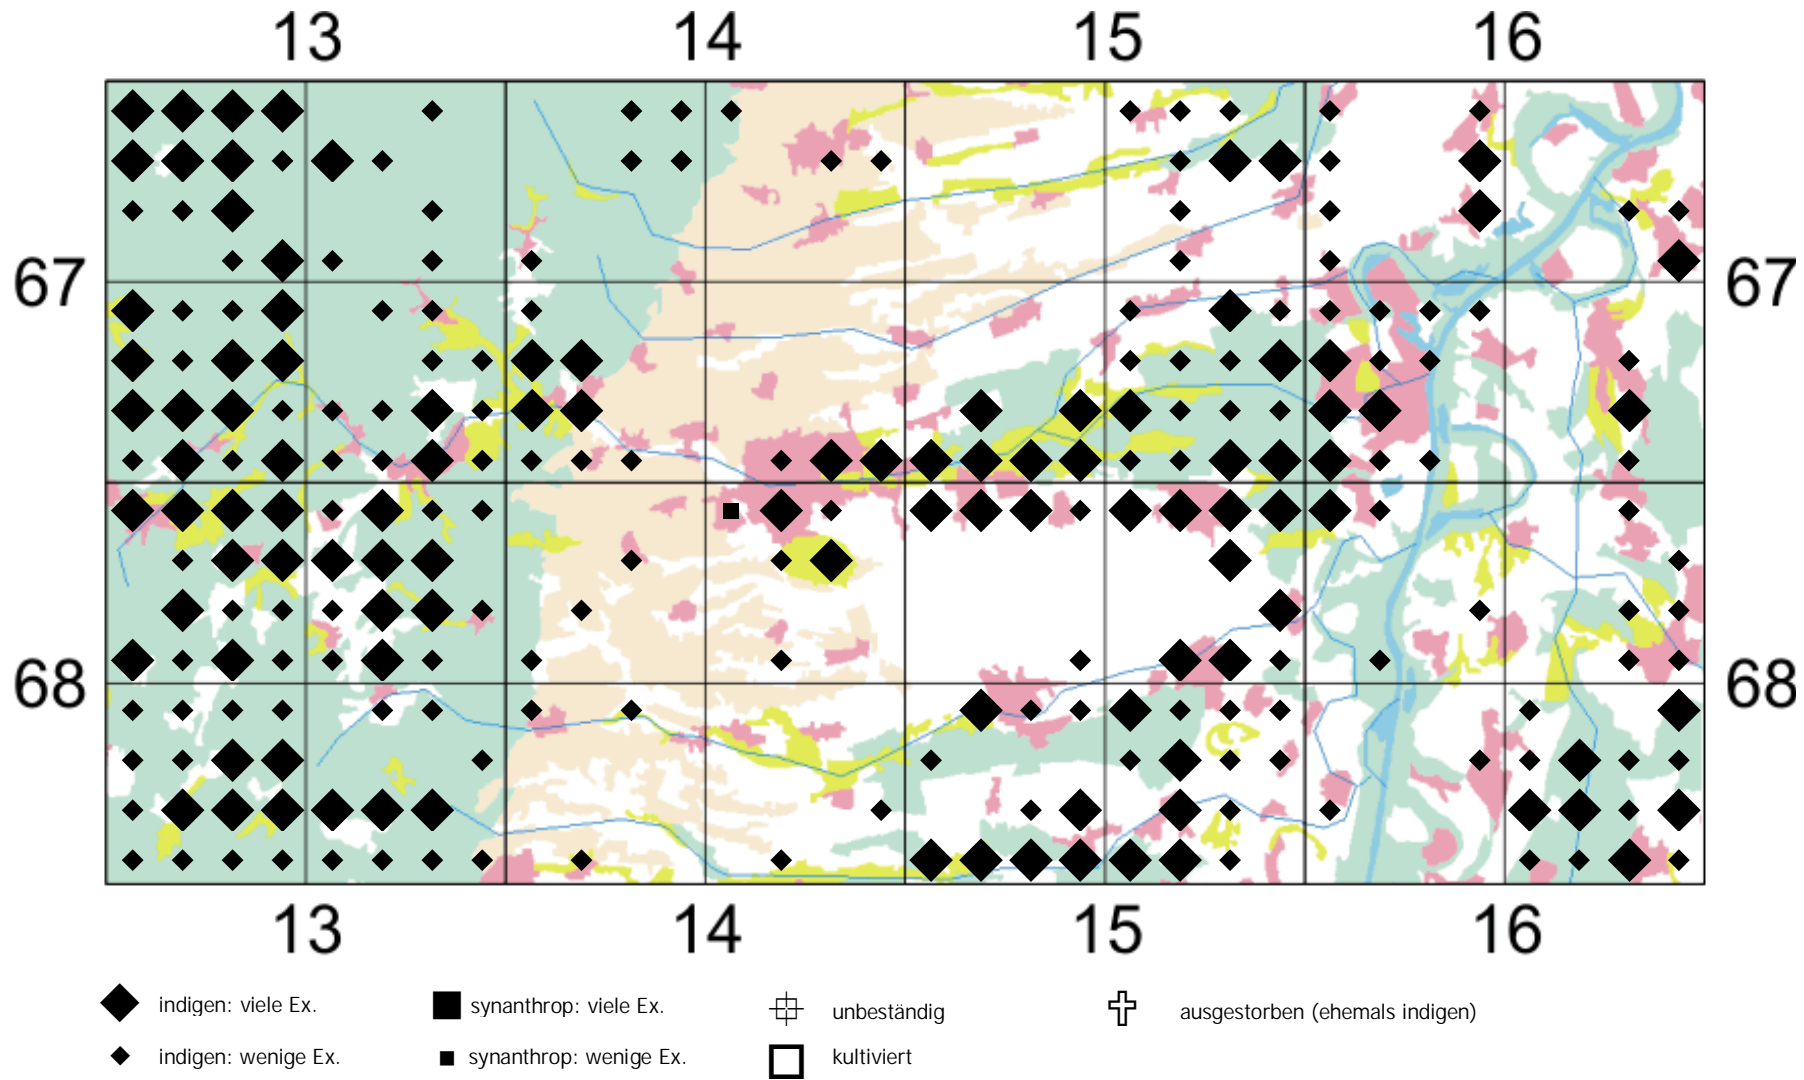 13 14 15 16
67 67
68 68
13 14 15 16
indigen: viele Ex. synanthrop: viele Ex. unbeständig ausgestorben (ehemals indigen)
indigen: wenige Ex. synanthrop: wenige Ex. kultiviert